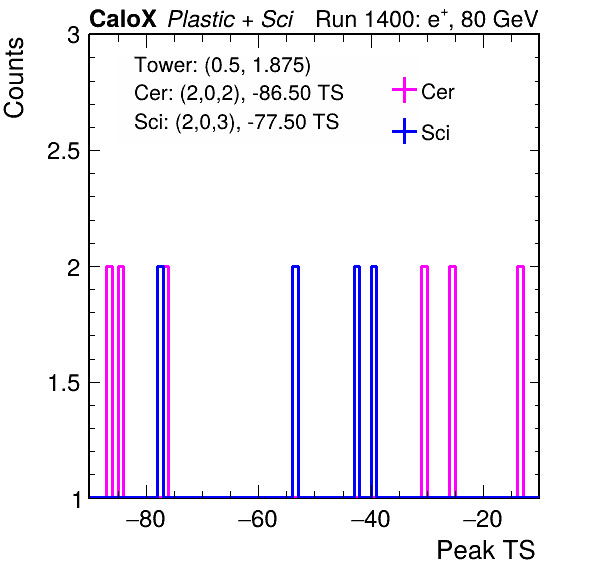 CaloX Plastic + Sci Run 1400: e+, 80 GeV
Counts
3
2.5
2
1.5
1
Tower: (0.5, 1.875)
Cer: (2,0,2), -86.50 TS
Sci: (2,0,3), -77.50 TS
Cer
Sci
−80 −60 −40 −20
Peak TS